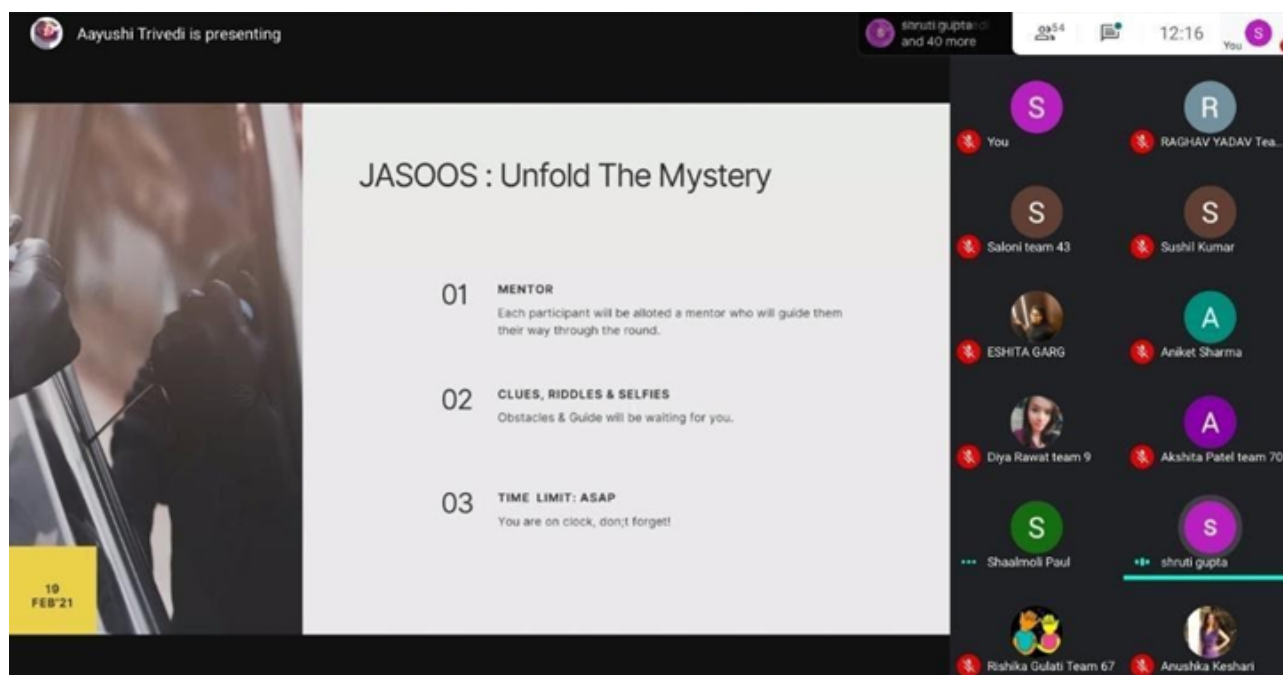 Aayushi Trivedi is presenting
shruti gupta
and 40 more
54
12:16
You
S
JASOOS : Unfold The Mystery
01
MENTOR
Each participant will be alloted a mentor who will guide them
their way through the round.
02
CLUES, RIDDLES & SELFIES
Obstacles & Guide will be waiting for you.
03
TIME LIMIT: ASAP
You are on clock, don;t forget!
19
FEB'21
S
You
R
RAGHAV YADAV Tea...
S
Saloni team 43
S
Sushil Kumar
ESHITA GARG
A
Aniket Sharma
Diya Rawat team 9
A
Akshita Patel team 70
S
Shaalmoli Paul
s
shruti gupta
Rishika Gulati Team 67
Anushka Keshari